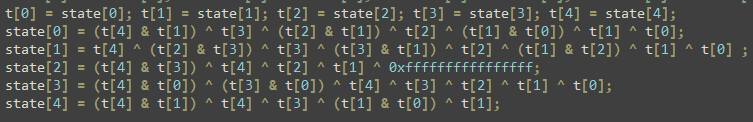 t[0] = state[0]; t[1] = state[1]; t[2] = state[2]; t[3] = state[3]; t[4] = state[4];
state[0] = (t[4] & t[1]) ^ t[3] ^ (t[2] & t[1]) ^ t[2] ^ (t[1] & t[0]) ^ t[1] ^ t[0];
state[1] = t[4] ^ (t[2] & t[3]) ^ t[3] ^ (t[3] & t[1]) ^ t[2] ^ (t[1] & t[2]) ^ t[1] ^ t[0] ;
state[2] = (t[4] & t[3]) ^ t[4] ^ t[2] ^ t[1] ^ 0xffffffffffffffff;
state[3] = (t[4] & t[0]) ^ (t[3] & t[0]) ^ t[4] ^ t[3] ^ t[2] ^ t[1] ^ t[0];
state[4] = (t[4] & t[1]) ^ t[4] ^ t[3] ^ (t[1] & t[0]) ^ t[1];